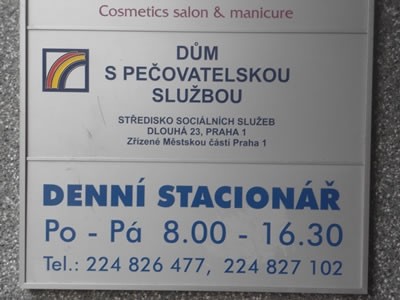 Cosmetics salon & manicure
DŮM
S PEČOVATELSKOU
SLUŽBOU
STŘEDISKO SOCIÁLNÍCH SLUŽEB
DLOUHÁ 23, PRAHA 1
Zřízené Městskou částí Praha 1
DENNÍ STACIONÁŘ
Po - Pá 8.00 - 16.30
Tel.: 224 826 477, 224 827 102